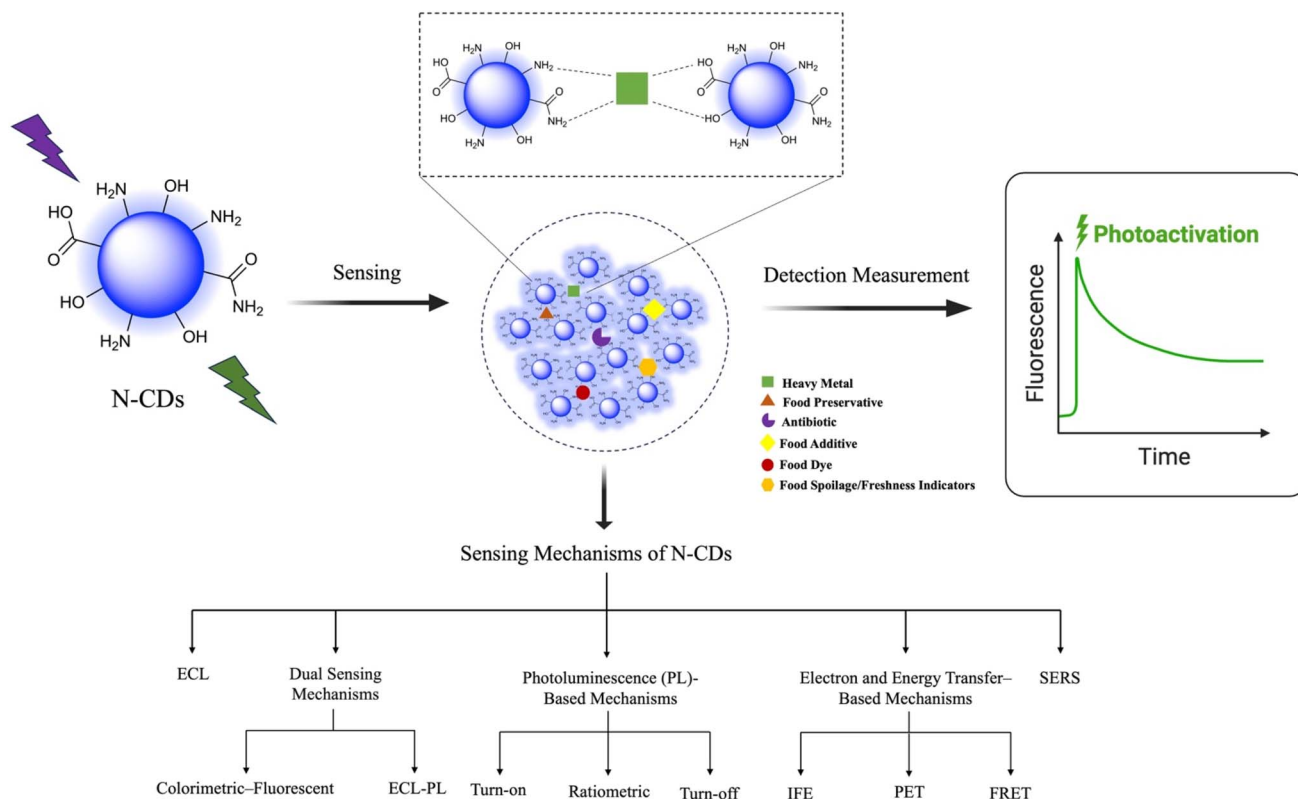 H₂N
OH
NH₂
HO
O
O
NH₂
HO
H₂N
OH
N-CDs
Sensing
H₂N
OH
NH₂
HO
O
O
HO
NH₂
H₂N
OH
H₂N
OH
NH₂
HO
O
O
HO
NH₂
H₂N
OH
Detection Measurement
Heavy Metal
Food Preservative
Antibiotic
Food Additive
Food Dye
Food Spoilage/Freshness Indicators
Photoactivation
Fluorescence
Time
Sensing Mechanisms of N-CDs
ECL
Dual Sensing
Mechanisms
Photoluminescence (PL)-
Based Mechanisms
Electron and Energy Transfer–
Based Mechanisms
SERS
Colorimetric–Fluorescent
ECL-PL
Turn-on
Ratiometric
Turn-off
IFE
PET
FRET